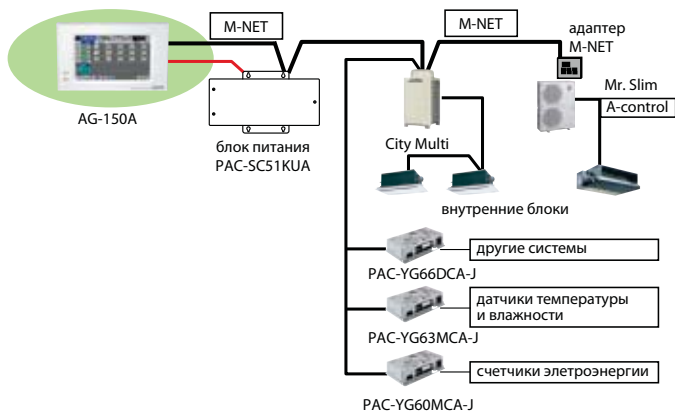 M-NET
M-NET
адаптер
M-NET
AG-150A
блок питания
PAC-SC51KUA
City Multi
Mr. Slim
A-control
внутренние блоки
другие системы
PAC-YG66DCA-J
датчики температуры
и влажности
PAC-YG63MCA-J
счетчики элетроэнергии
PAC-YG60MCA-J